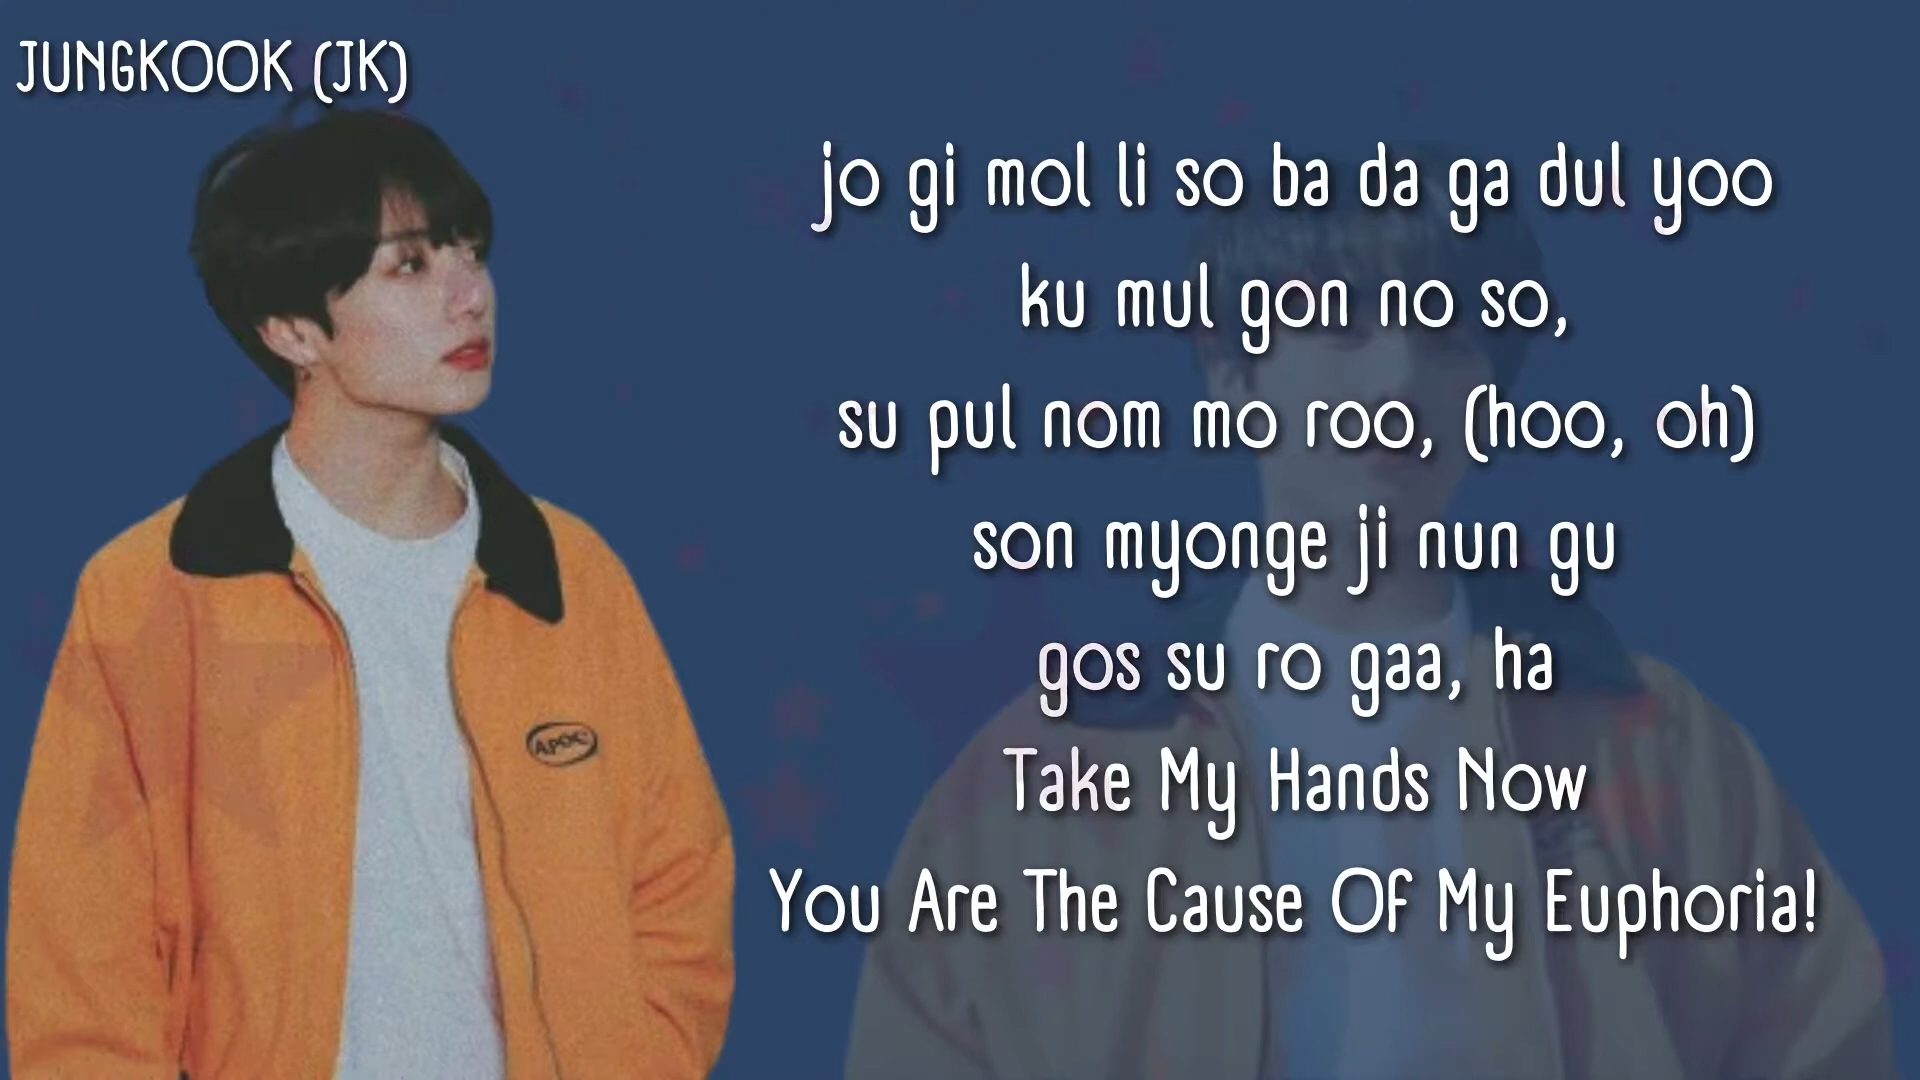 JUNGKOOK (JK)
jo gi mol li so ba da ga dul yoo
ku mul gon no so,
su pul nom mo roo, (hoo, oh)
son myonge ji nun gu
gos su ro gaa, ha
Take My Hands Now
You Are The Cause Of My Euphoria!
APOC